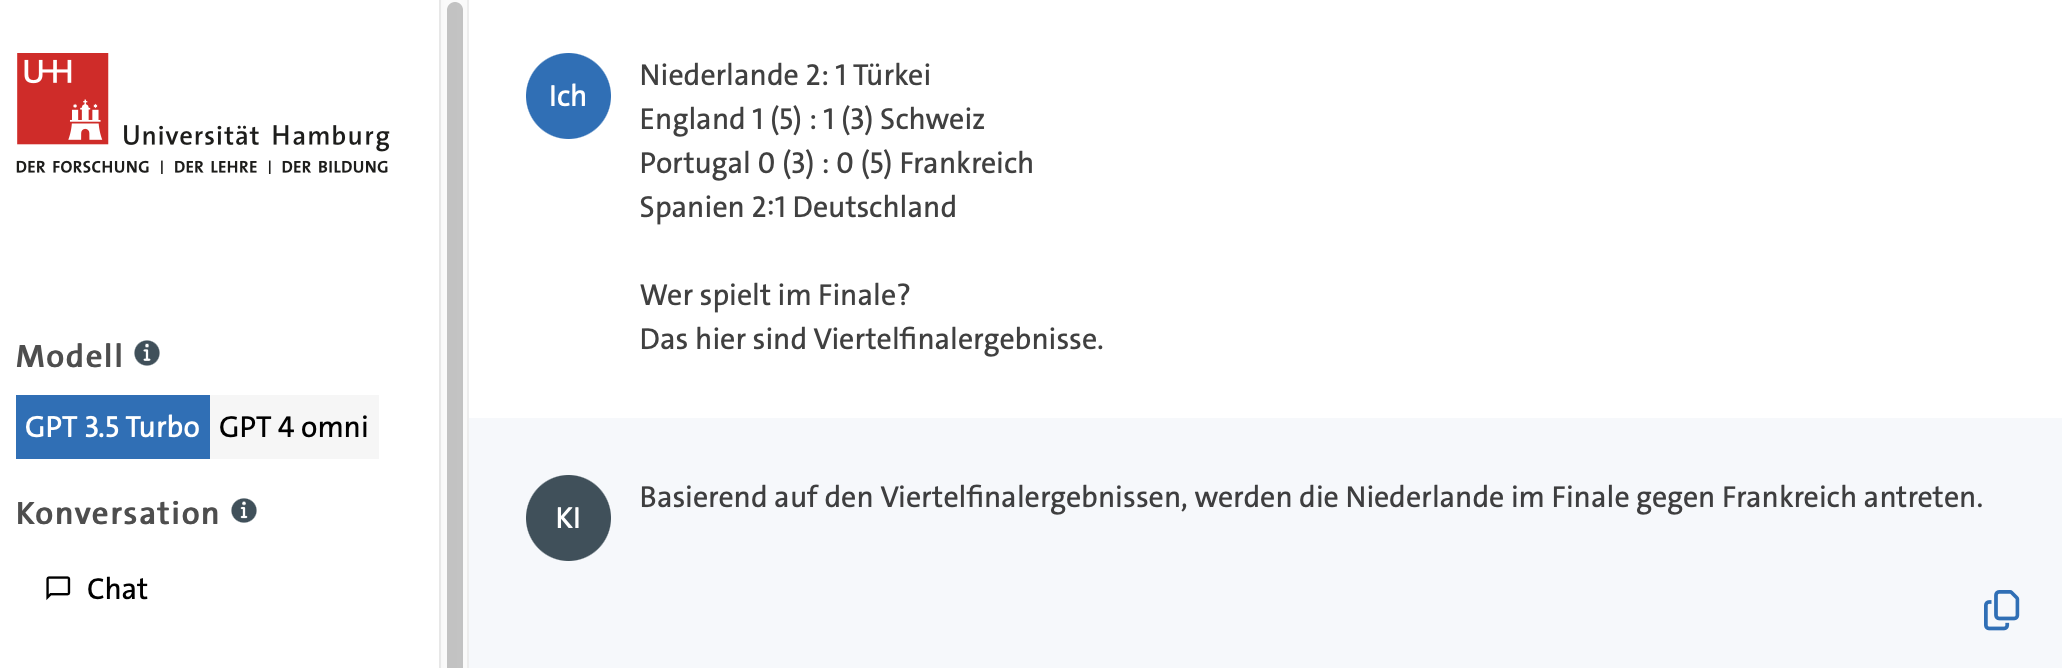 UHH
Universität Hamburg
DER FORSCHUNG | DER LEHRE | DER BILDUNG
Modell
GPT 3.5 Turbo GPT 4 omni
Konversation
Chat
Ich
Niederlande 2: 1 Türkei
England 1 (5) : 1 (3) Schweiz
Portugal 0 (3) : 0 (5) Frankreich
Spanien 2:1 Deutschland
Wer spielt im Finale?
Das hier sind Viertelfinalergebnisse.
KI
Basierend auf den Viertelfinalergebnissen, werden die Niederlande im Finale gegen Frankreich antreten.